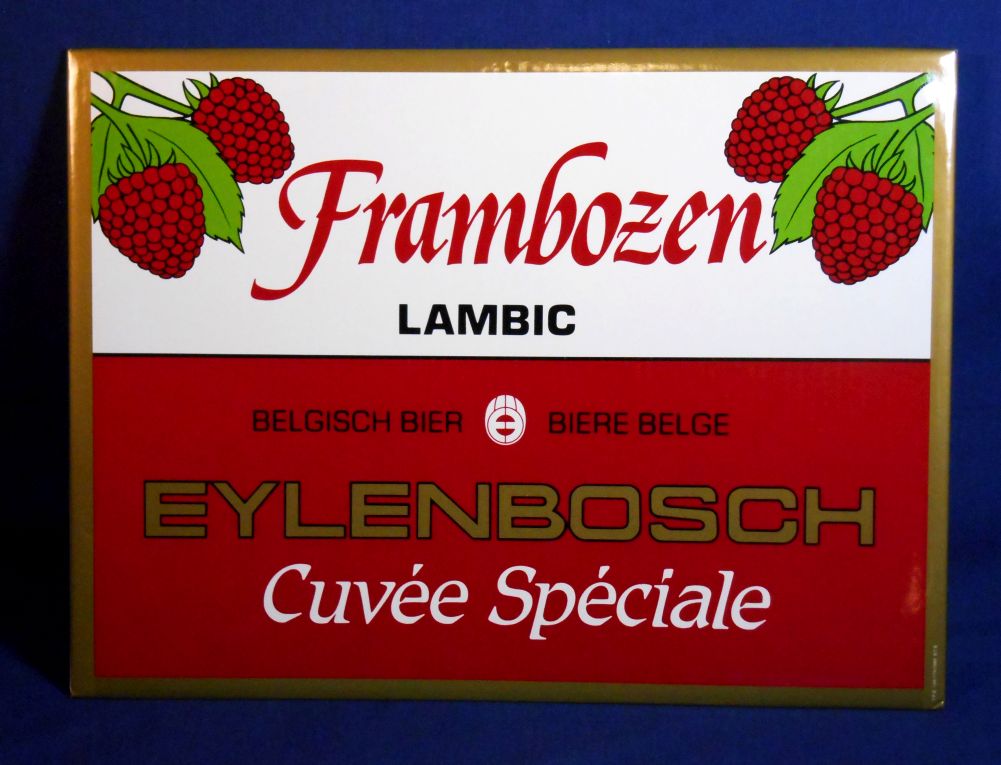 Frambozen
LAMBIC
BELGISCH BIER BIERE BELGE
EYLENBOSCH
Cuvée Spéciale